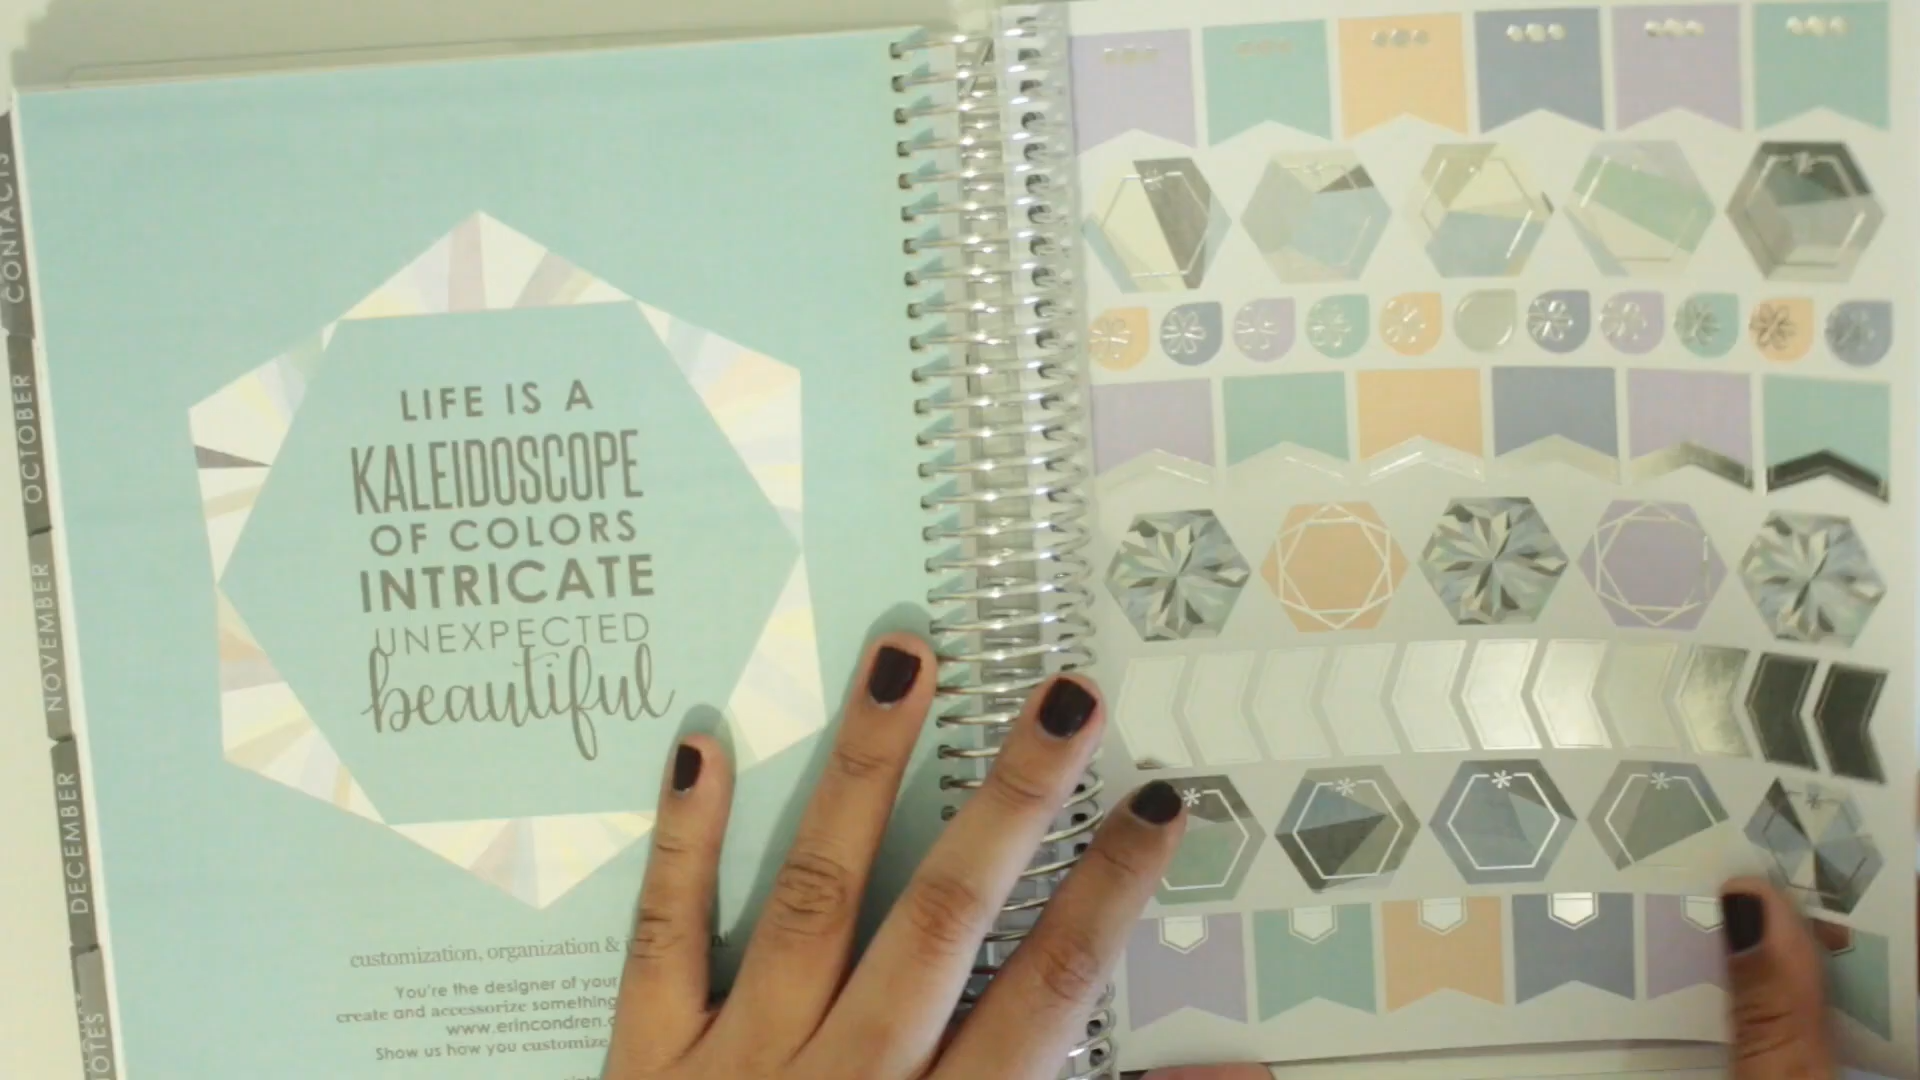 LIFE IS A
KALEIDOSCOPE
OF COLORS
INTRICATE
UNEXPECTED
beautiful
customization, organization &
You're the designer of your
create and accessorize something
www.erincondren.
Show us how you customize
CONTACTS
OCTOBER
NOVEMBER
DECEMBER
NOTES